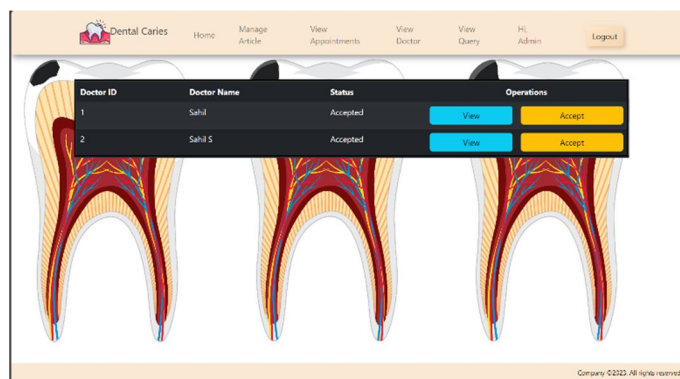 Dental Caries
Home
Manage Article
View Appointments
View Doctor
View Query
Hi, Admin
Logout
Doctor ID Doctor Name Status Operations
1 Sahil Accepted View Accept
2 Sahil S Accepted View Accept
Company ©2023. All rights reserved